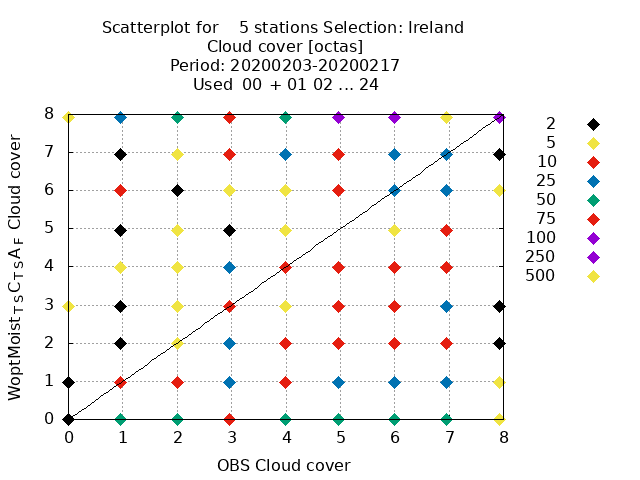 Scatterplot for 5 stations Selection: Ireland
Cloud cover [octas]
Period: 20200203-20200217
Used 00 + 01 02 ... 24
WoptMoist T S C T S A F Cloud cover
8
7
6
5
4
3
2
1
0
0 1 2 3 4 5 6 7 8
OBS Cloud cover
2
5
10
25
50
75
100
250
500